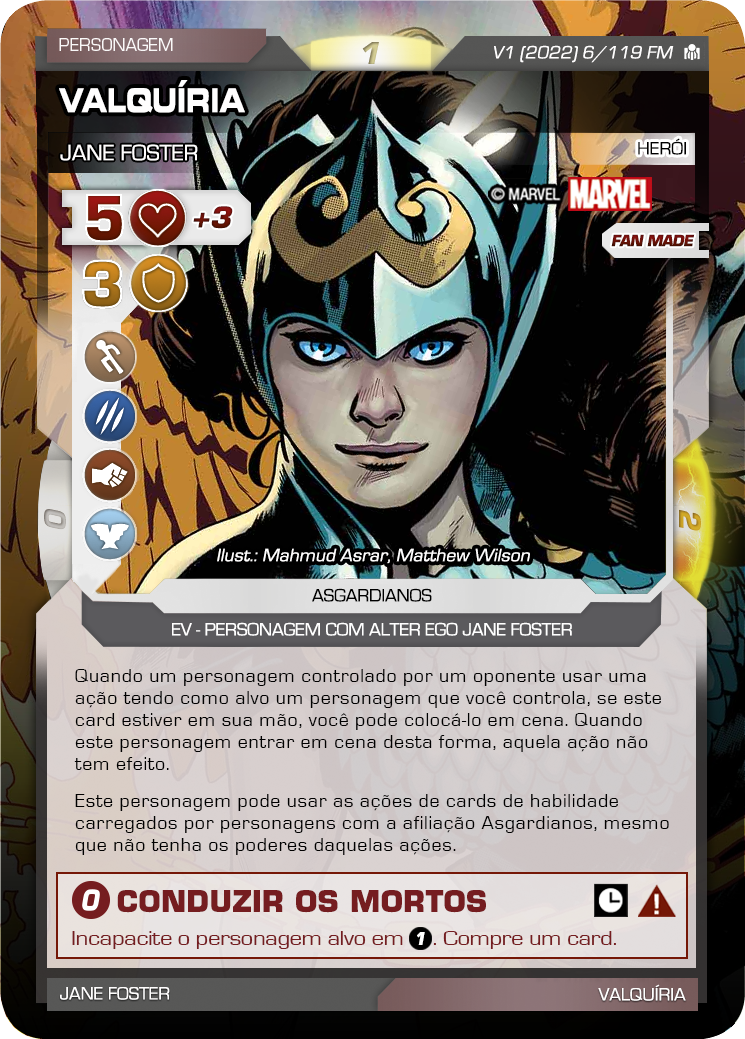 PERSONAGEM
1
V1 (2022) 6/119 FM
VALQUÍRIA
JANE FOSTER
HERÓI
5 +3
© MARVEL MARVEL
FAN MADE
3
0
2
Ilust.: Mahmud Asrar, Matthew Wilson
ASGARDIANOS
EV - PERSONAGEM COM ALTER EGO JANE FOSTER
Quando um personagem controlado por um oponente usar uma
ação tendo como alvo um personagem que você controla, se este
card estiver em sua mão, você pode colocá-lo em cena. Quando
este personagem entrar em cena desta forma, aquela ação não
tem efeito.
Este personagem pode usar as ações de cards de habilidade
carregados por personagens com a afiliação Asgardianos, mesmo
que não tenha os poderes daquelas ações.
0 CONDUZIR OS MORTOS
Incapacite o personagem alvo em 1. Compre um card.
JANE FOSTER
VALQUÍRIA